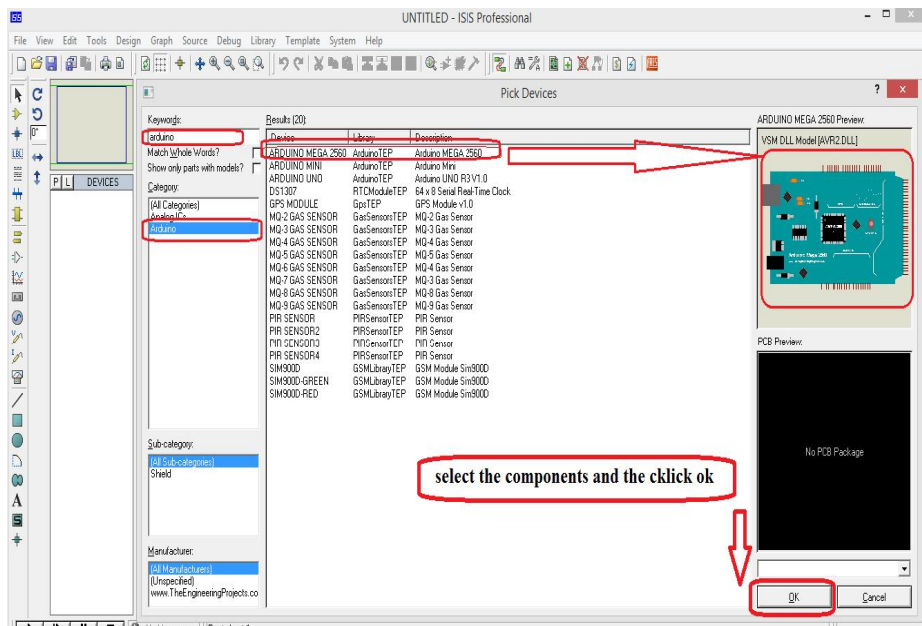 UNTITLED - ISIS Professional
File View Edit Tools Design Graph Source Debug Library Template System Help
Pick Devices
Keywords:
arduino
Match Whole Words?
Show only parts with models?
Category:
(All Categories)
Analog ICs
Arduino
Sub-category:
(All Sub-categories)
Shield
Manufacturer:
(All Manufacturers)
(Unspecified)
www.TheEngineeringProjects.co
Results (20):
Device Library Description
ARDUINO MEGA 2560 ArduinoTEP Arduino MEGA 2560
ARDUINO MINI ArduinoTEP Arduino Mini
ARDUINO UNO ArduinoTEP Arduino UNO R3 V1.0
DS1307 RTCModuleTEP 64 x 8 Serial Real-Time Clock
GPS MODULE GpsTEP GPS Module v1.0
MQ-2 GAS SENSOR GasSensorsTEP MQ-2 Gas Sensor
MQ-3 GAS SENSOR GasSensorsTEP MQ-3 Gas Sensor
MQ-4 GAS SENSOR GasSensorsTEP MQ-4 Gas Sensor
MQ-5 GAS SENSOR GasSensorsTEP MQ-5 Gas Sensor
MQ-6 GAS SENSOR GasSensorsTEP MQ-4 Gas Sensor
MQ-7 GAS SENSOR GasSensorsTEP MQ-3 Gas Sensor
MQ-8 GAS SENSOR GasSensorsTEP MQ-8 Gas Sensor
MQ-9 GAS SENSOR GasSensorsTEP MQ-9 Gas Sensor
PIR SENSOR PIRSensorTEP PIR Sensor
PIR SENSOR2 PIRSensorTEP PIR Sensor
PIR SENSOR3 PIRSensorTEP PIR Sensor
PIR SENSOR4 PIRSensorTEP PIR Sensor
SIM900D GSMLibraryTEP GSM Module Sim900D
SIM900D-GREEN GSMLibraryTEP GSM Module Sim900D
SIM900D-RED GSMLibraryTEP GSM Module Sim900D
select the components and the cklick ok
ARDUINO MEGA 2560 Preview:
VSM DLL Model [AVR2.DLL]
Arduino Mega 2560
PCB Preview:
No PCB Package
OK Cancel
0°
P L DEVICES
LBL
A
S